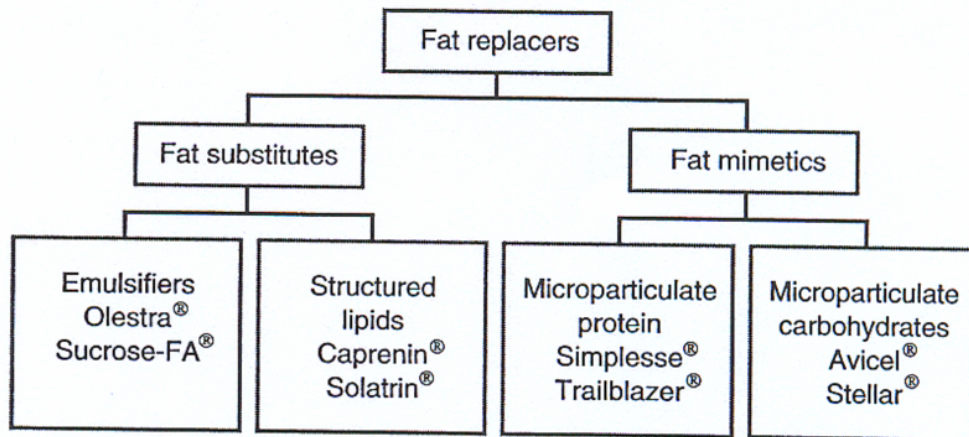 Fat replacers
Fat substitutes
Fat mimetics
Emulsifiers
Olestra®
Sucrose-FA®
Structured
lipids
Caprenin®
Solatrin®
Microparticulate
protein
Simplesse®
Trailblazer®
Microparticulate
carbohydrates
Avicel®
Stellar®